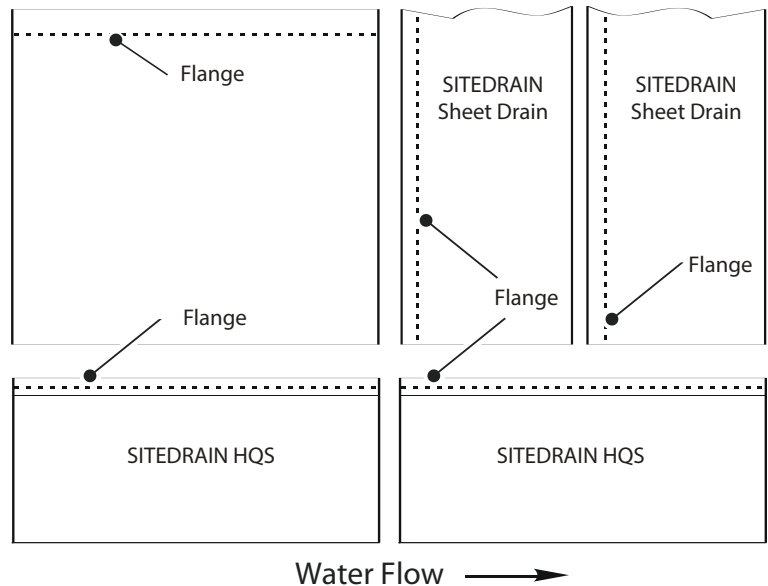 Flange
SITEDRAIN
Sheet Drain
SITEDRAIN
Sheet Drain
Flange
Flange
Flange
SITEDRAIN HQS
SITEDRAIN HQS
Water Flow